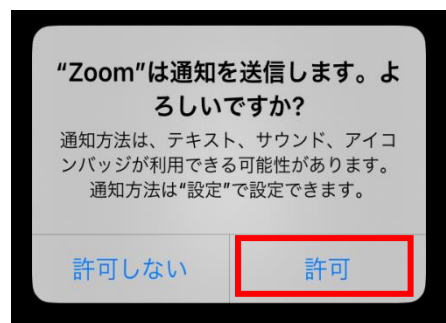 “Zoom”は通知を送信します。よ
ろしいですか?
通知方法は、テキスト、サウンド、アイコ
ンバッジが利用できる可能性があります。
通知方法は“設定”で設定できます。
許可しない
許可